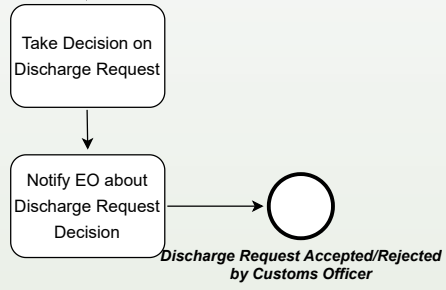 Take Decision on
Discharge Request
Notify EO about
Discharge Request
Decision
Discharge Request Accepted/Rejected
by Customs Officer